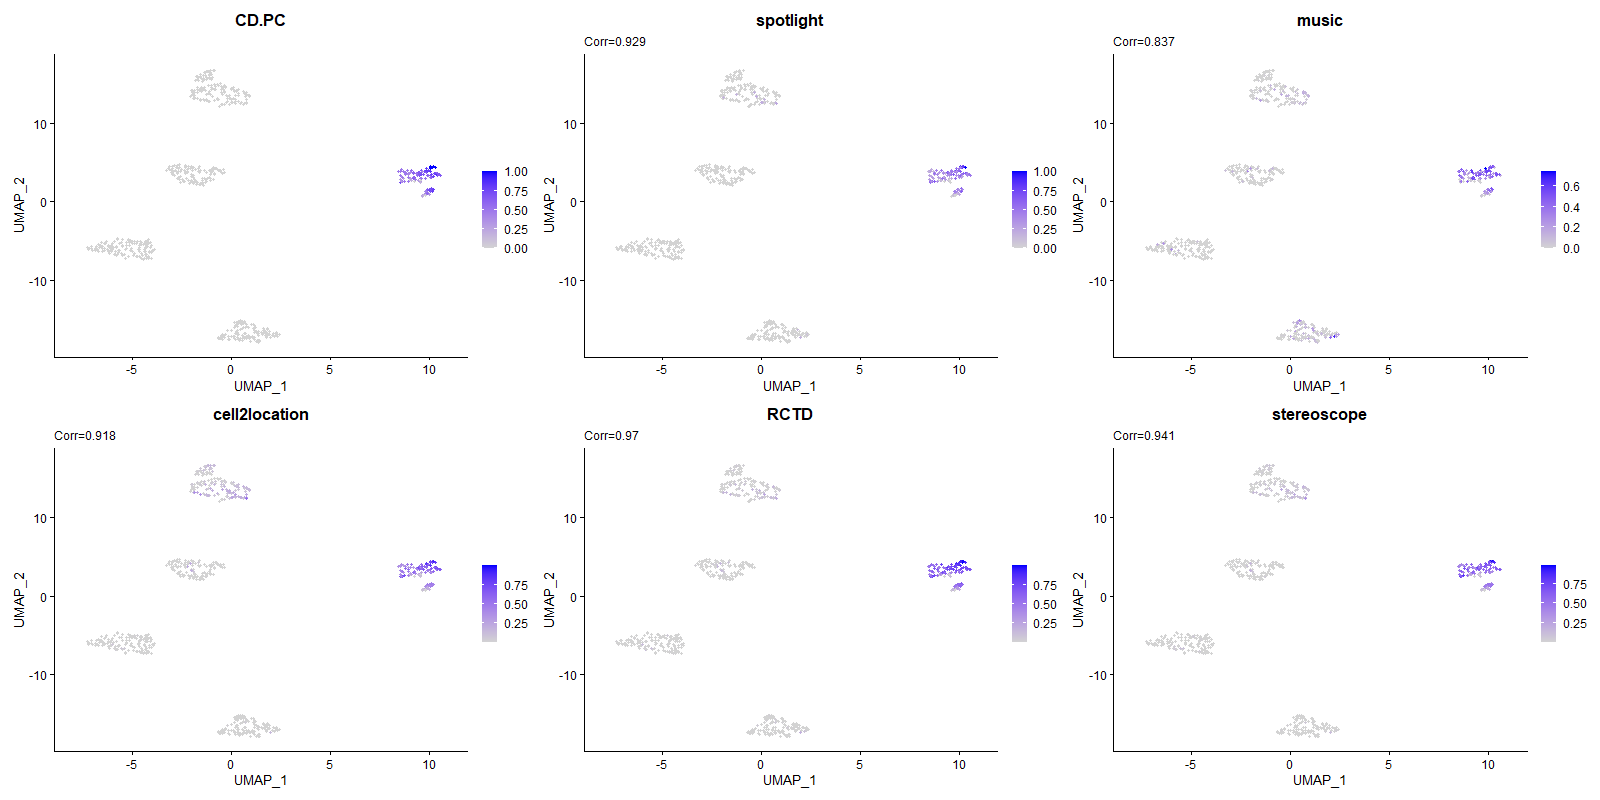 CD.PC
UMAP_2
10
0
-10
-5
0
5
10
UMAP_1
1.00
0.75
0.50
0.25
0.00
spotlight
Corr=0.929
UMAP_2
10
0
-10
-5
0
5
10
UMAP_1
1.00
0.75
0.50
0.25
0.00
music
Corr=0.837
UMAP_2
10
0
-10
-5
0
5
10
UMAP_1
0.6
0.4
0.2
0.0
cell2location
Corr=0.918
UMAP_2
10
0
-10
-5
0
5
10
UMAP_1
0.75
0.50
0.25
RCTD
Corr=0.97
UMAP_2
10
0
-10
-5
0
5
10
UMAP_1
0.75
0.50
0.25
stereoscope
Corr=0.941
UMAP_2
10
0
-10
-5
0
5
10
UMAP_1
0.75
0.50
0.25